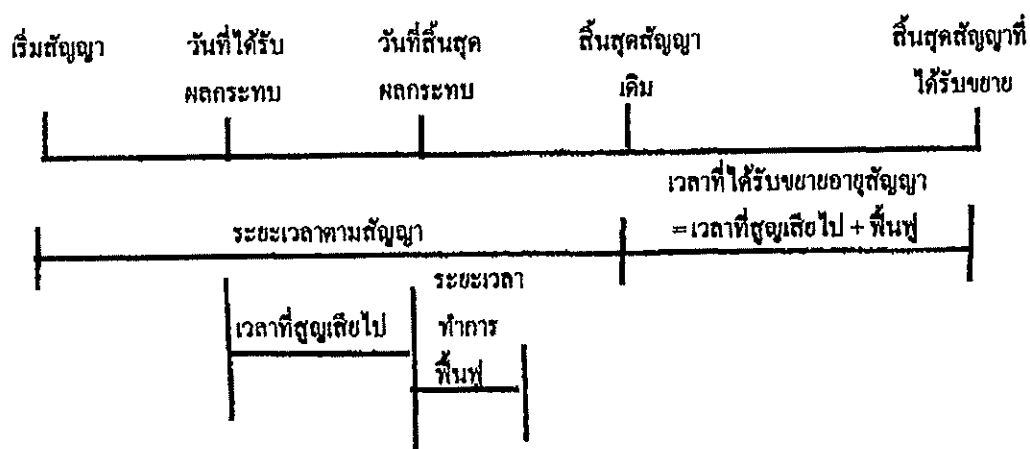 เริ่มสัญญา
วันที่ได้รับ
ผลกระทบ
วันที่สิ้นสุด
ผลกระทบ
สิ้นสุดสัญญา
เดิม
สิ้นสุดสัญญาที่
ได้รับขยาย
เวลาที่ได้รับขยายอายุสัญญา
=เวลาที่สูญเสียไป + ฟื้นฟู
ระยะเวลาตามสัญญา
ระยะเวลา
ทำการ
ฟื้นฟู
เวลาที่สูญเสียไป